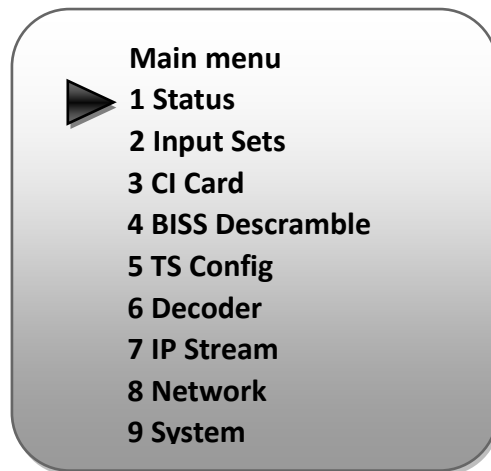 Main menu
1 Status
2 Input Sets
3 CI Card
4 BISS Descramble
5 TS Config
6 Decoder
7 IP Stream
8 Network
9 System